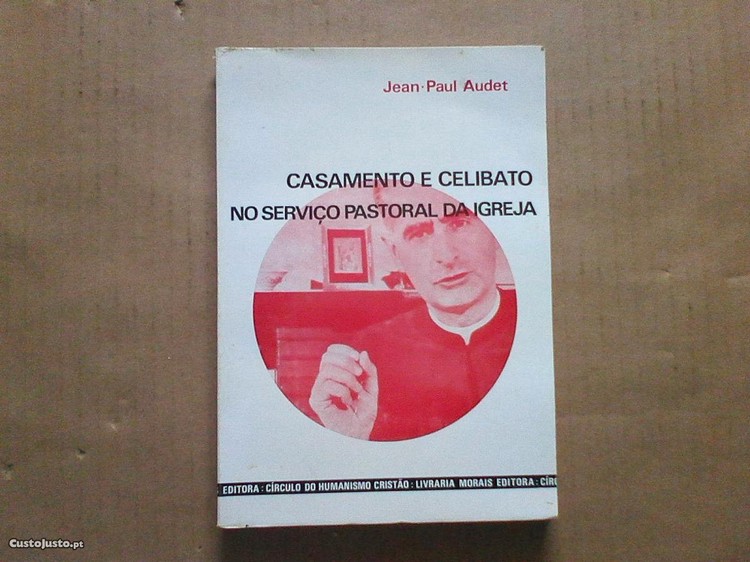 Jean-Paul Audet
CASAMENTO E CELIBATO
NO SERVIÇO PASTORAL DA IGREJA
EDITORA : CÍRCULO DO HUMANISMO CRISTÃO : LIVRARIA MORAIS EDITORA : CÍRC
CustoJusto.pt